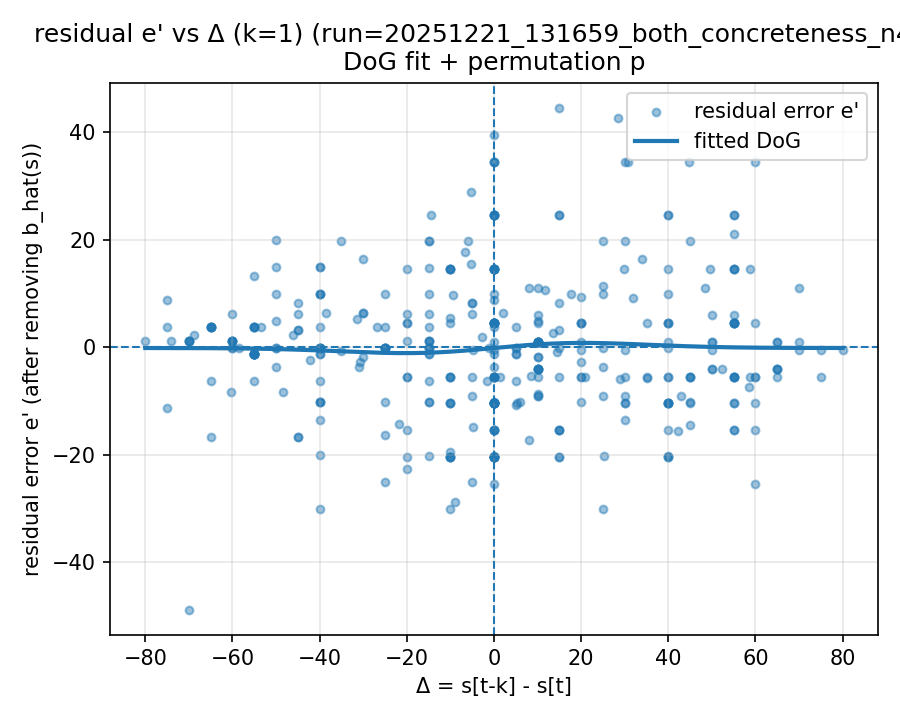 residual e' vs Δ (k=1) (run=20251221_131659_both_concreteness_n4
DoG fit + permutation p
residual error e'
fitted DoG
residual error e' (after removing b_hat(s))
40
20
0
−20
−40
−80
−60
−40
−20
0
20
40
60
80
Δ = s[t-k] - s[t]